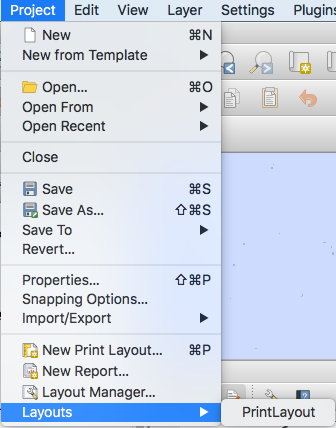 Project Edit View Layer Settings Plugins
New ⌘N
New from Template ▶
Open... ⌘O
Open From ▶
Open Recent ▶
Close
Save ⌘S
Save As... ⇧⌘S
Save To ▶
Revert...
Properties... ⇧⌘P
Snapping Options...
Import/Export ▶
New Print Layout... ⌘P
New Report...
Layout Manager...
Layouts ▶ PrintLayout